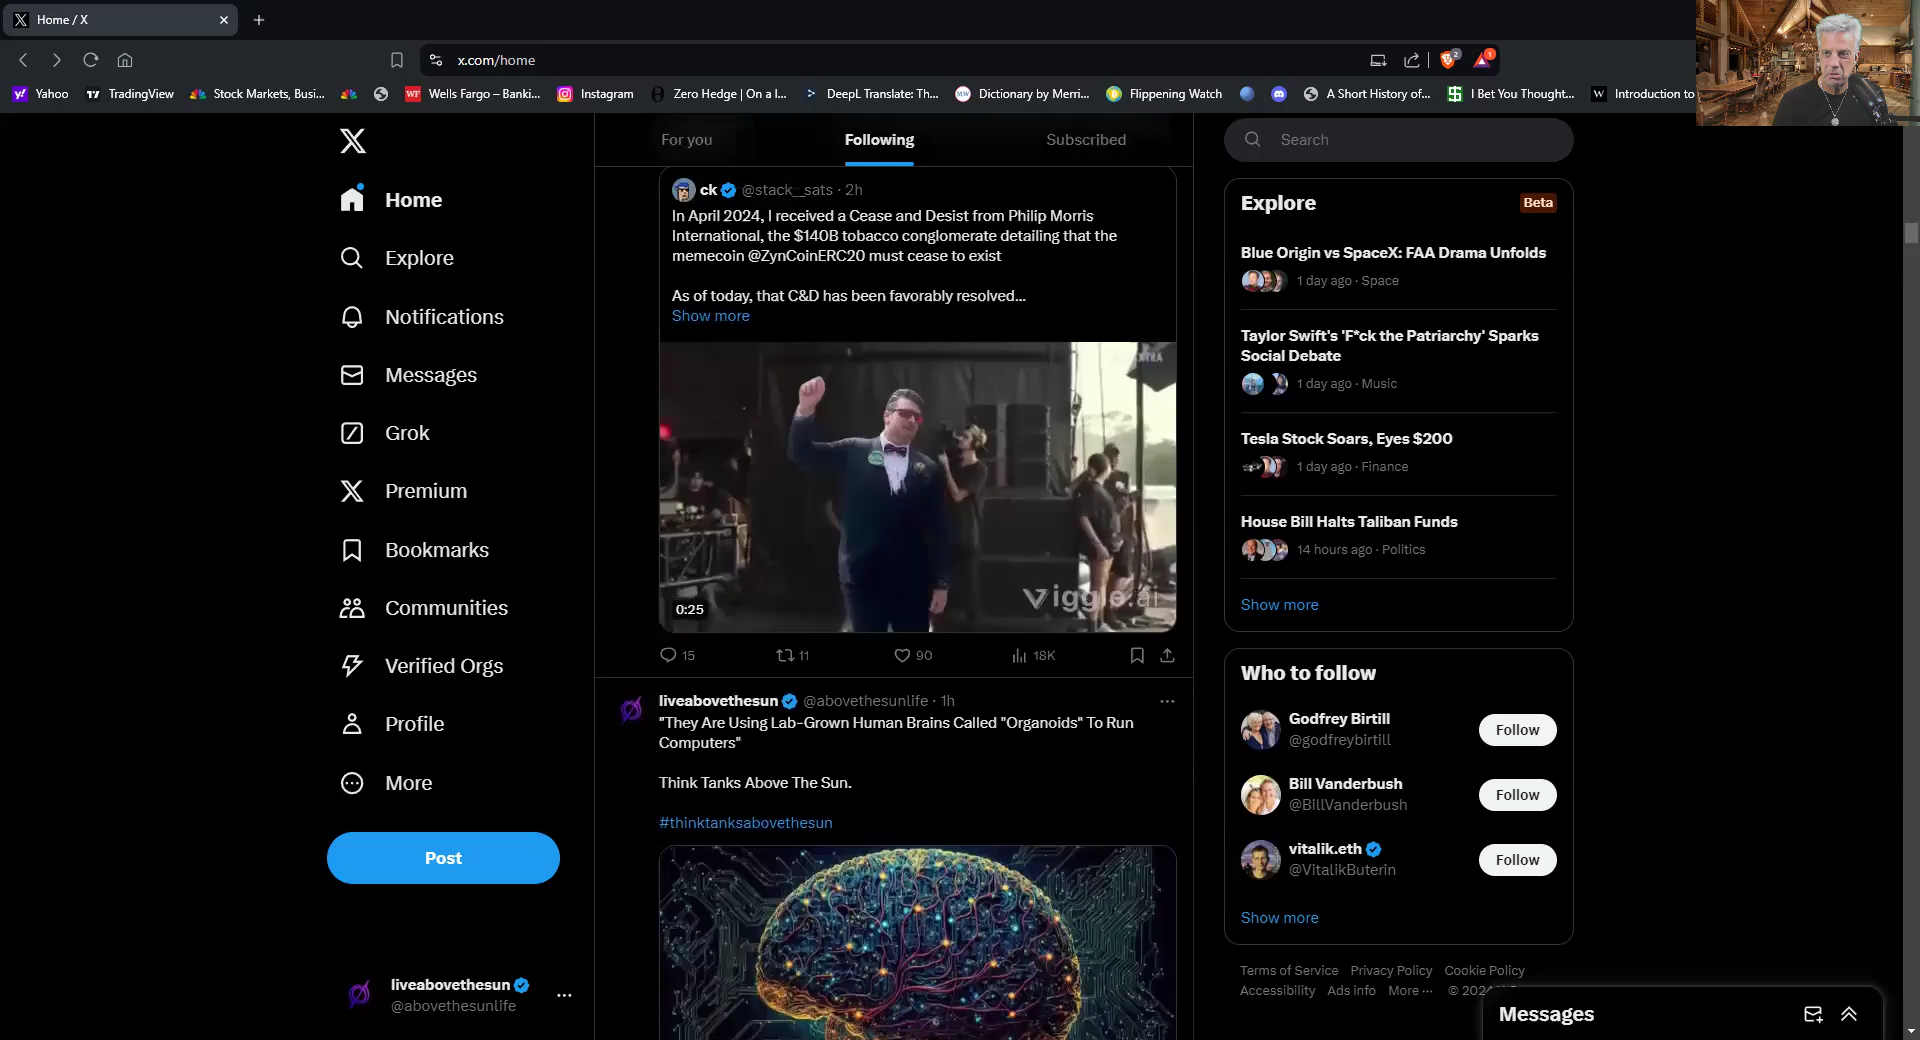 Home / X
x.com/home
2
1
Yahoo
TradingView
Stock Markets, Busi...
Wells Fargo – Banki...
Instagram
Zero Hedge | On a l...
DeepL Translate: Th...
Dictionary by Merri...
Flippening Watch
A Short History of...
I Bet You Thought...
Introduction to
Home
Explore
Notifications
Messages
Grok
Premium
Bookmarks
Communities
Verified Orgs
Profile
More
Post
liveabovethesun
@abovethesunlife
For you
Following
Subscribed
ck @stack__sats · 2h
In April 2024, I received a Cease and Desist from Philip Morris
International, the $140B tobacco conglomerate detailing that the
memecoin @ZynCoinERC20 must cease to exist
As of today, that C&D has been favorably resolved...
Show more
Viggle.ai
0:25
15
11
90
18K
liveabovethesun @abovethesunlife · 1h
"They Are Using Lab-Grown Human Brains Called "Organoids" To Run
Computers"
Think Tanks Above The Sun.
#thinktanksabovethesun
Search
Explore
Beta
Blue Origin vs SpaceX: FAA Drama Unfolds
1 day ago · Space
Taylor Swift's 'F*ck the Patriarchy' Sparks
Social Debate
1 day ago · Music
Tesla Stock Soars, Eyes $200
1 day ago · Finance
House Bill Halts Taliban Funds
14 hours ago · Politics
Show more
Who to follow
Godfrey Birtill
@godfreybirtill
Follow
Bill Vanderbush
@BillVanderbush
Follow
vitalik.eth
@VitalikButerin
Follow
Show more
Terms of Service Privacy Policy Cookie Policy
Accessibility Ads info More ··· © 2024
Messages